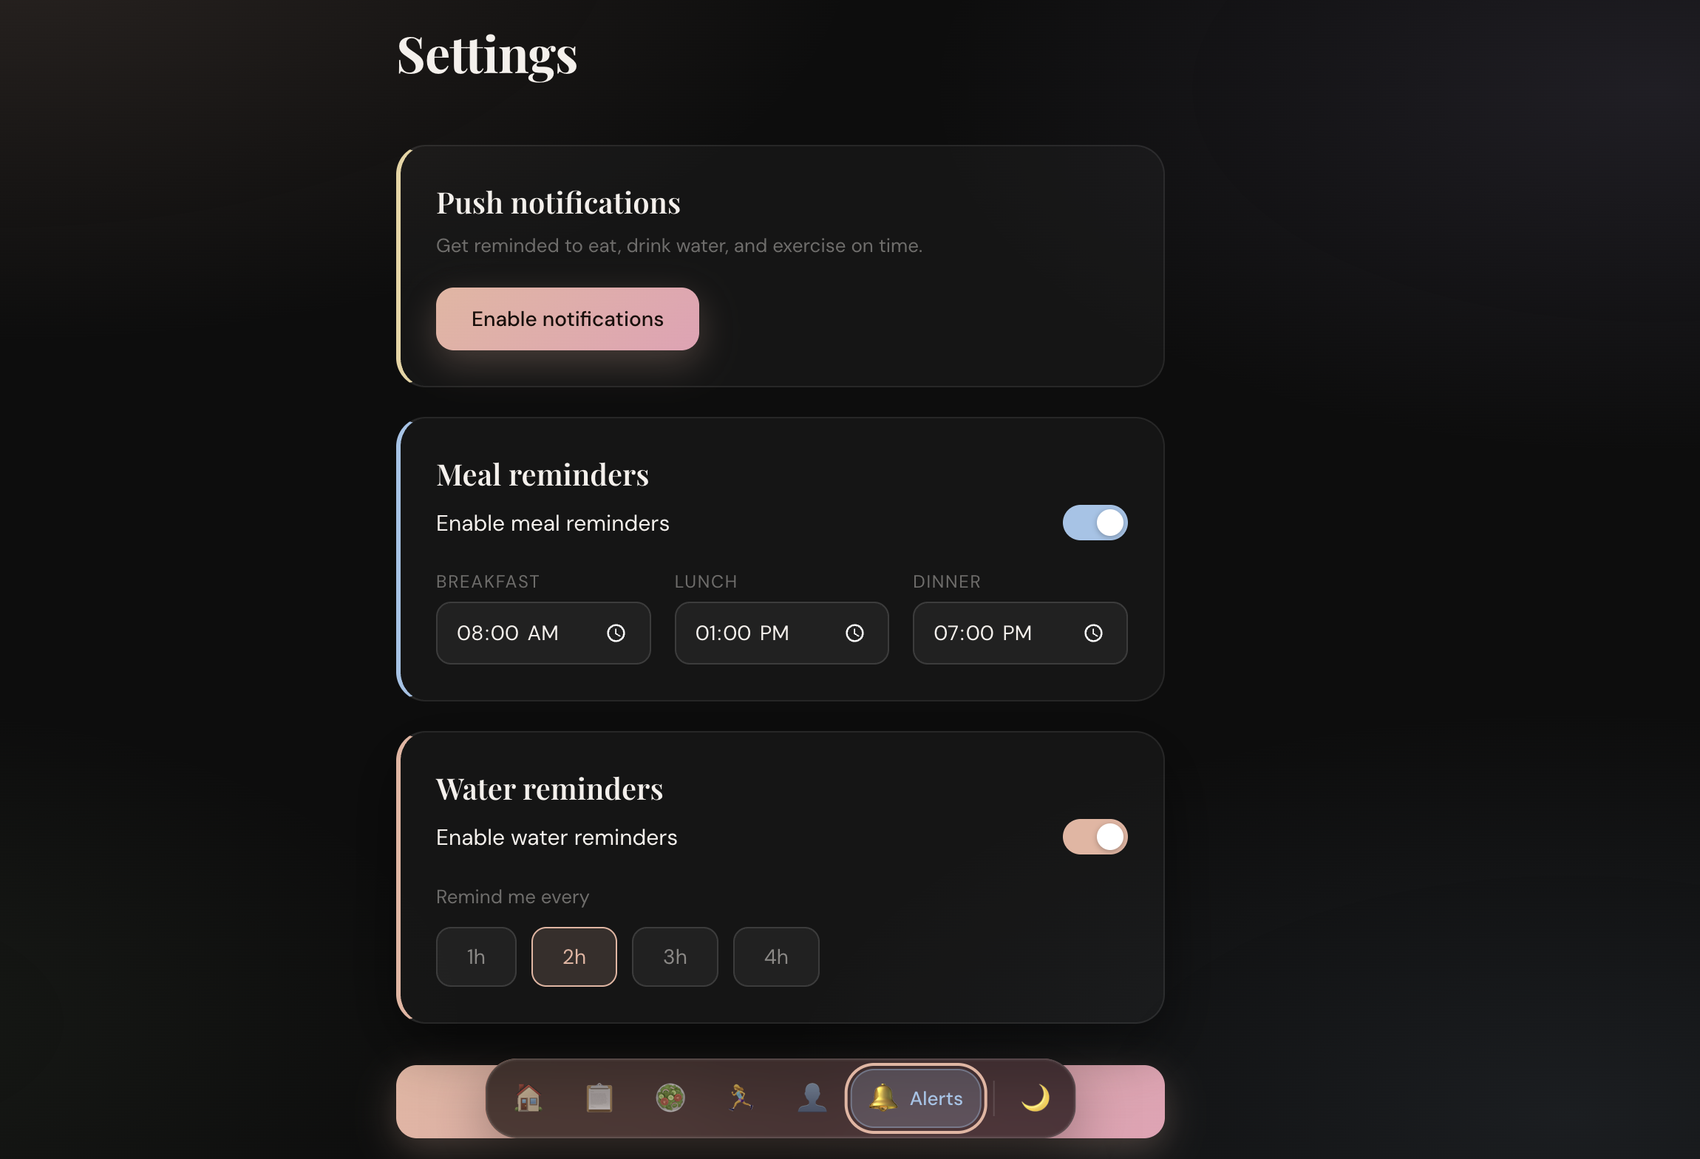 Settings
Push notifications
Get reminded to eat, drink water, and exercise on time.
Enable notifications
Meal reminders
Enable meal reminders
BREAKFAST LUNCH DINNER
08:00 AM 01:00 PM 07:00 PM
Water reminders
Enable water reminders
Remind me every
1h 2h 3h 4h
Alerts